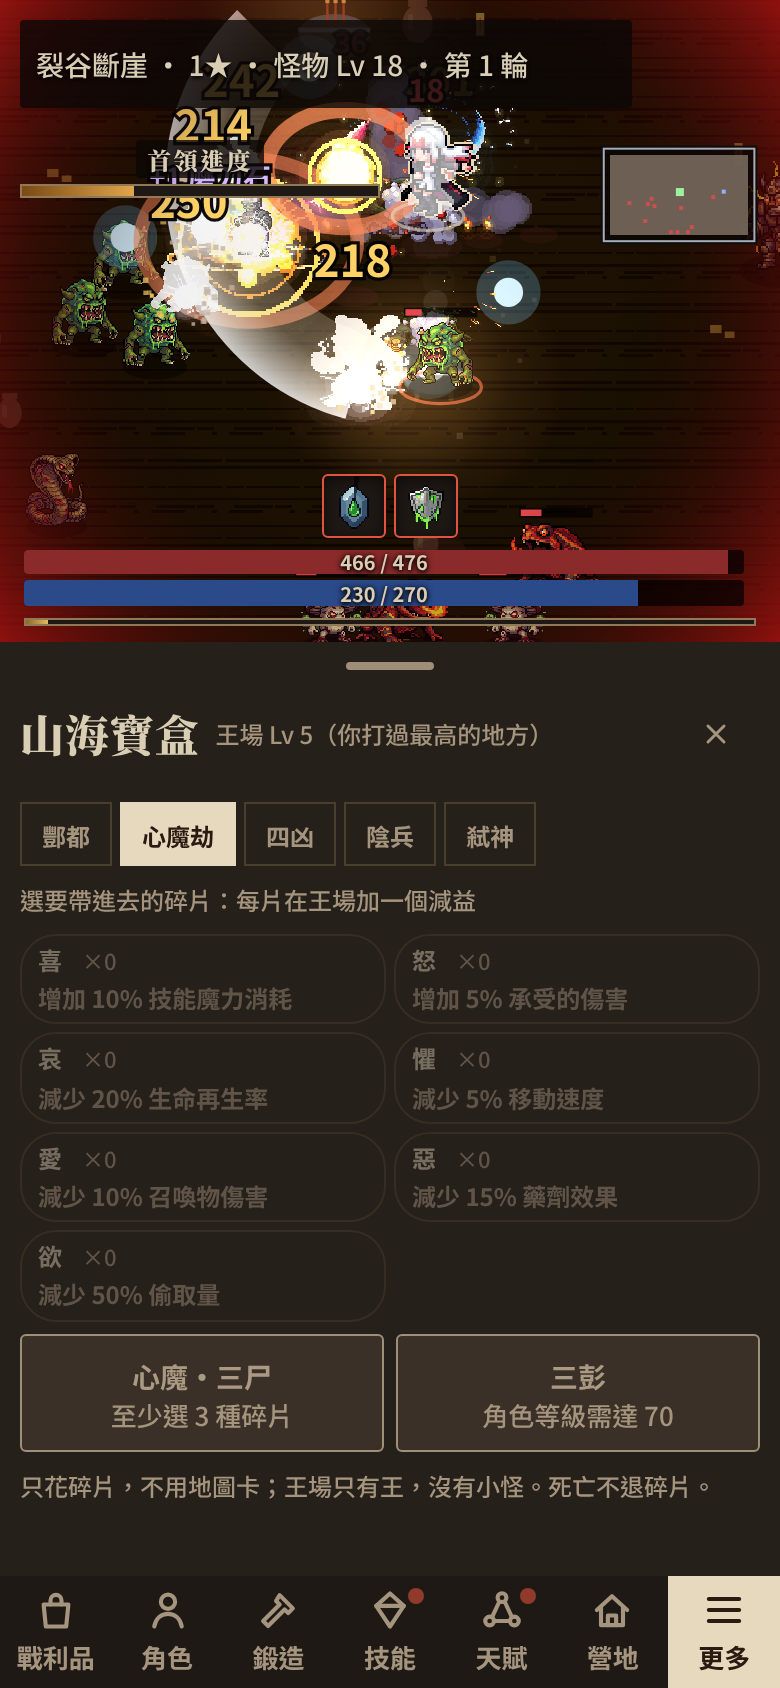 裂谷斷崖 · 1★ · 怪物 Lv 18 · 第 1 輪
36
242
18
214
首領進度
250
218
466 / 476
230 / 270
山海寶盒 王場 Lv 5（你打過最高的地方）
酆都 心魔劫 四凶 陰兵 弒神
選要帶進去的碎片：每片在王場加一個減益
喜 ×0
增加 10% 技能魔力消耗
怒 ×0
增加 5% 承受的傷害
哀 ×0
減少 20% 生命再生率
懼 ×0
減少 5% 移動速度
愛 ×0
減少 10% 召喚物傷害
惡 ×0
減少 15% 藥劑效果
欲 ×0
減少 50% 偷取量
心魔・三尸
至少選 3 種碎片
三彭
角色等級需達 70
只花碎片，不用地圖卡；王場只有王，沒有小怪。死亡不退碎片。
戰利品 角色 鍛造 技能 天賦 營地 更多